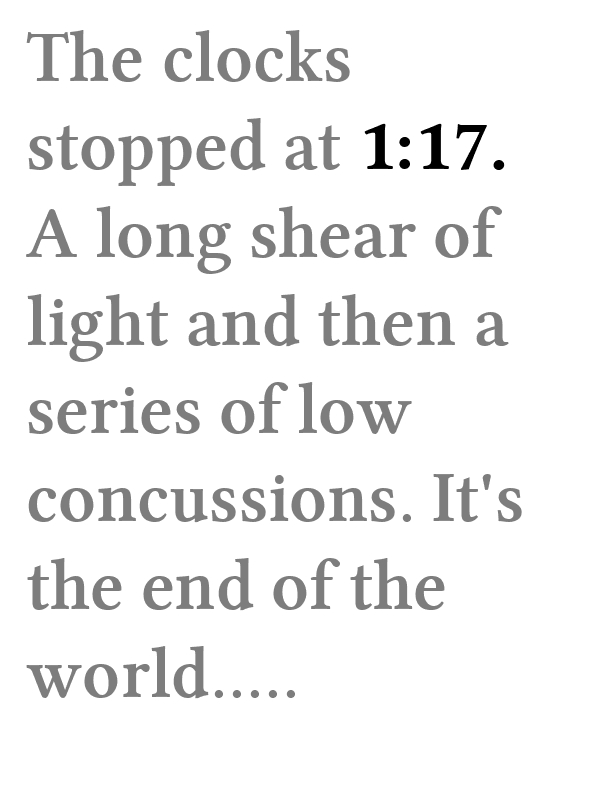 The clocks
stopped at 1:17.
A long shear of
light and then a
series of low
concussions. It's
the end of the
world.....